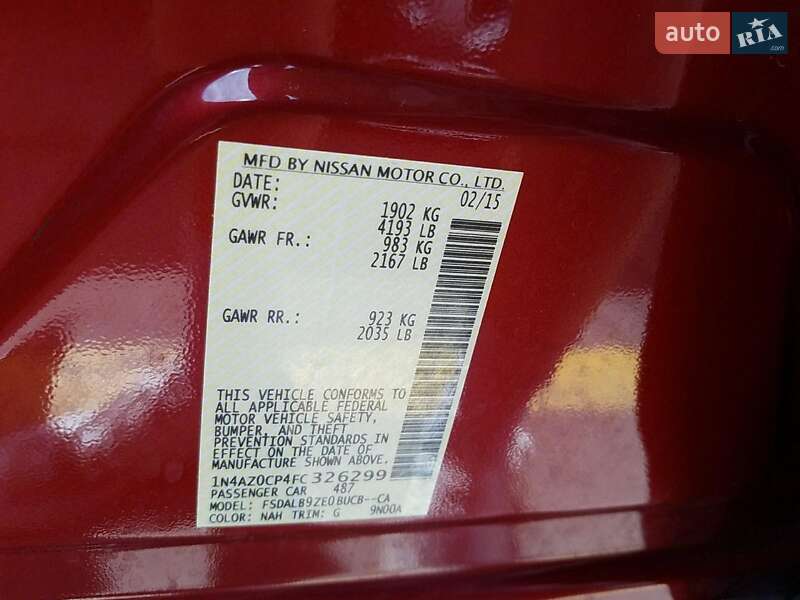 auto RIA.com
MFD BY NISSAN MOTOR CO., LTD.
DATE: 02/15
GVWR: 1902 KG
4193 LB
GAWR FR.: 983 KG
2167 LB
GAWR RR.: 923 KG
2035 LB
THIS VEHICLE CONFORMS TO
ALL APPLICABLE FEDERAL
MOTOR VEHICLE SAFETY,
BUMPER, AND THEFT
PREVENTION STANDARDS IN
EFFECT ON THE DATE OF
MANUFACTURE SHOWN ABOVE.
1N4AZ0CP4FC326299
PASSENGER CAR 487
MODEL: FSDALB9ZE0BUCB--CA
COLOR: NAH TRIM: G 9N00A